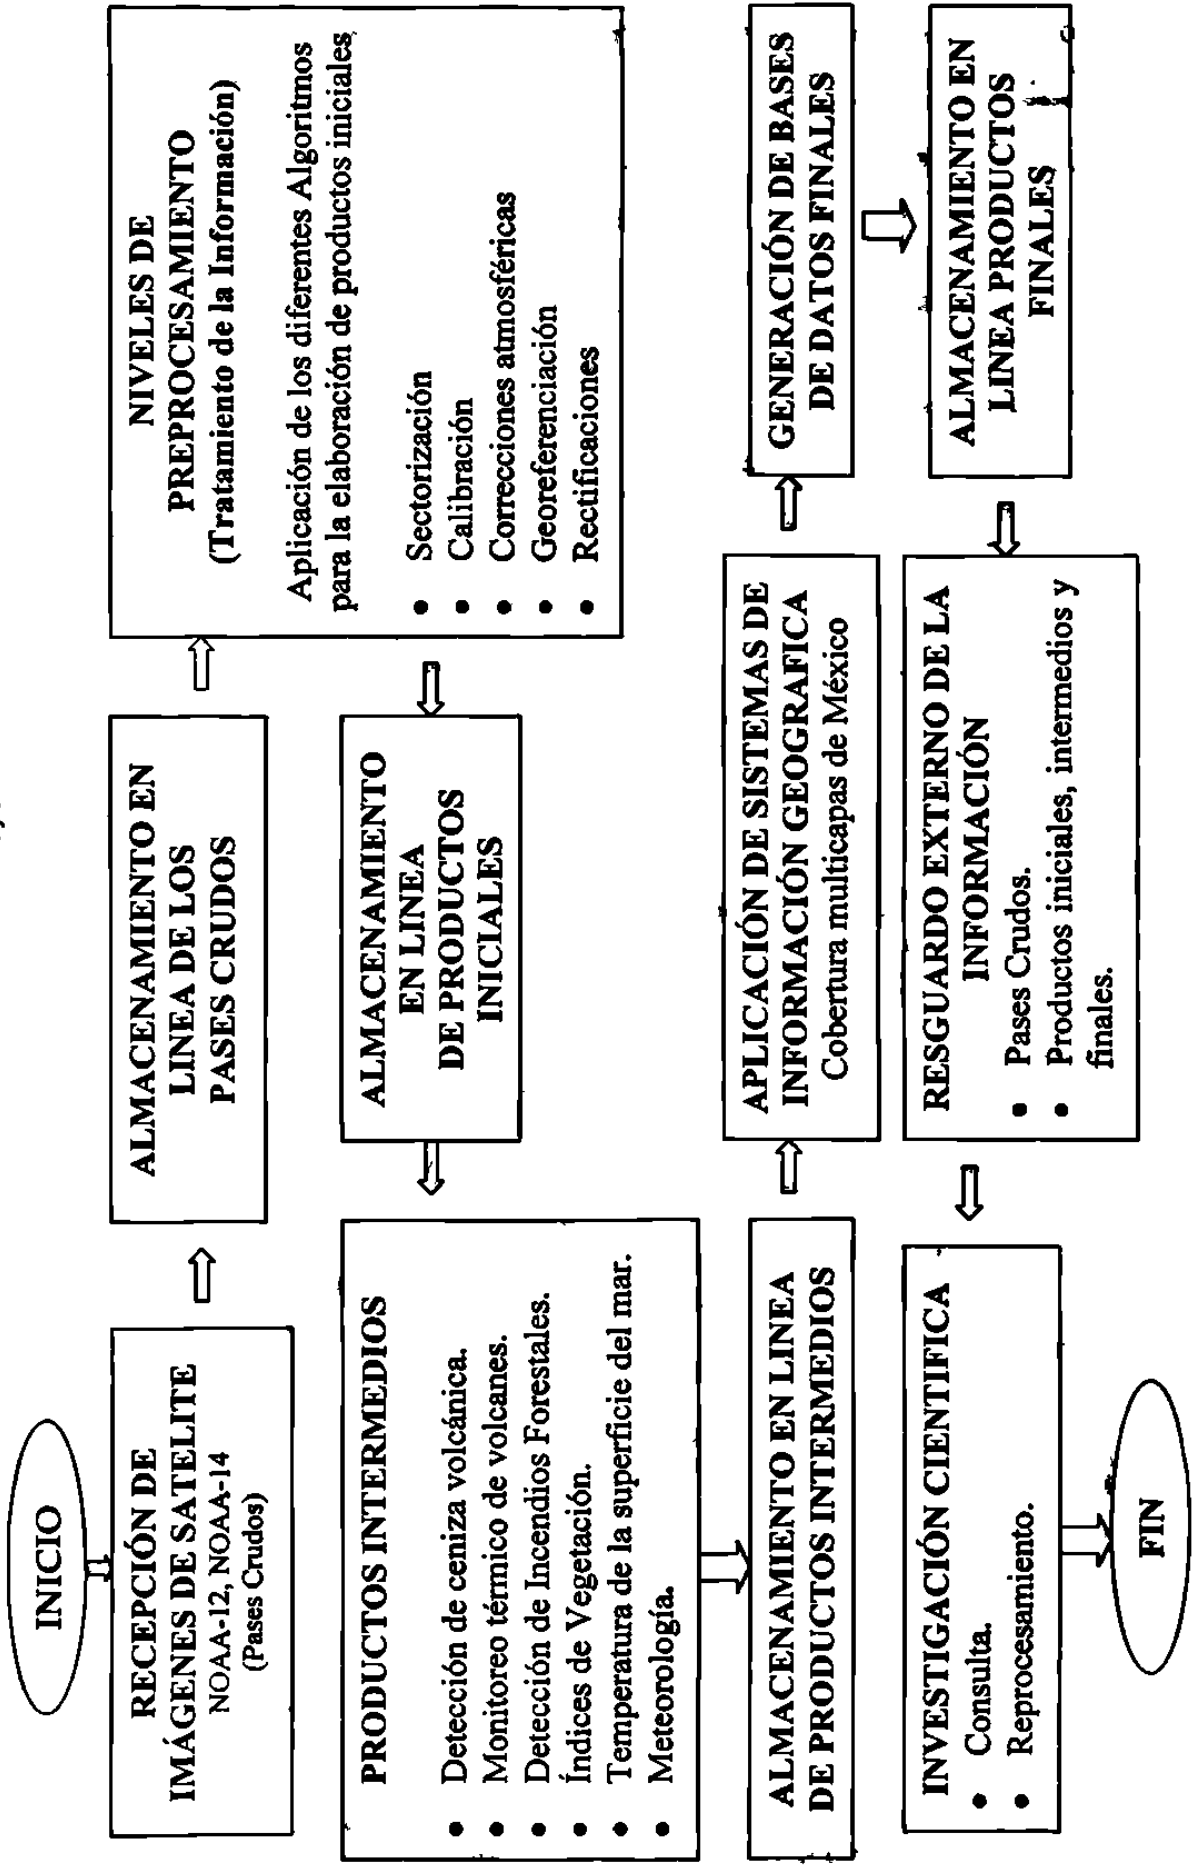 INICIO
RECEPCIÓN DE
IMÁGENES DE SATELITE
NOAA-12, NOAA-14
(Pases Crudos)
ALMACENAMIENTO EN
LINEA DE LOS
PASES CRUDOS
NIVELES DE
PREPROCESAMIENTO
(Tratamiento de la Información)
Aplicación de los diferentes Algoritmos
para la elaboración de productos iniciales
• Sectorización
• Calibración
• Correcciones atmosféricas
• Georeferenciación
• Rectificaciones
ALMACENAMIENTO
EN LINEA
DE PRODUCTOS
INICIALES
PRODUCTOS INTERMEDIOS
• Detección de ceniza volcánica.
• Monitoreo térmico de volcanes.
• Detección de Incendios Forestales.
• Índices de Vegetación.
• Temperatura de la superficie del mar.
• Meteorología.
ALMACENAMIENTO EN LINEA
DE PRODUCTOS INTERMEDIOS
APLICACIÓN DE SISTEMAS DE
INFORMACIÓN GEOGRAFICA
Cobertura multicapas de México
GENERACIÓN DE BASES
DE DATOS FINALES
ALMACENAMIENTO EN
LINEA PRODUCTOS
FINALES
RESGUARDO EXTERNO DE LA
INFORMACIÓN
• Pases Crudos.
• Productos iniciales, intermedios y
finales.
INVESTIGACIÓN CIENTIFICA
• Consulta.
• Reprocesamiento.
FIN